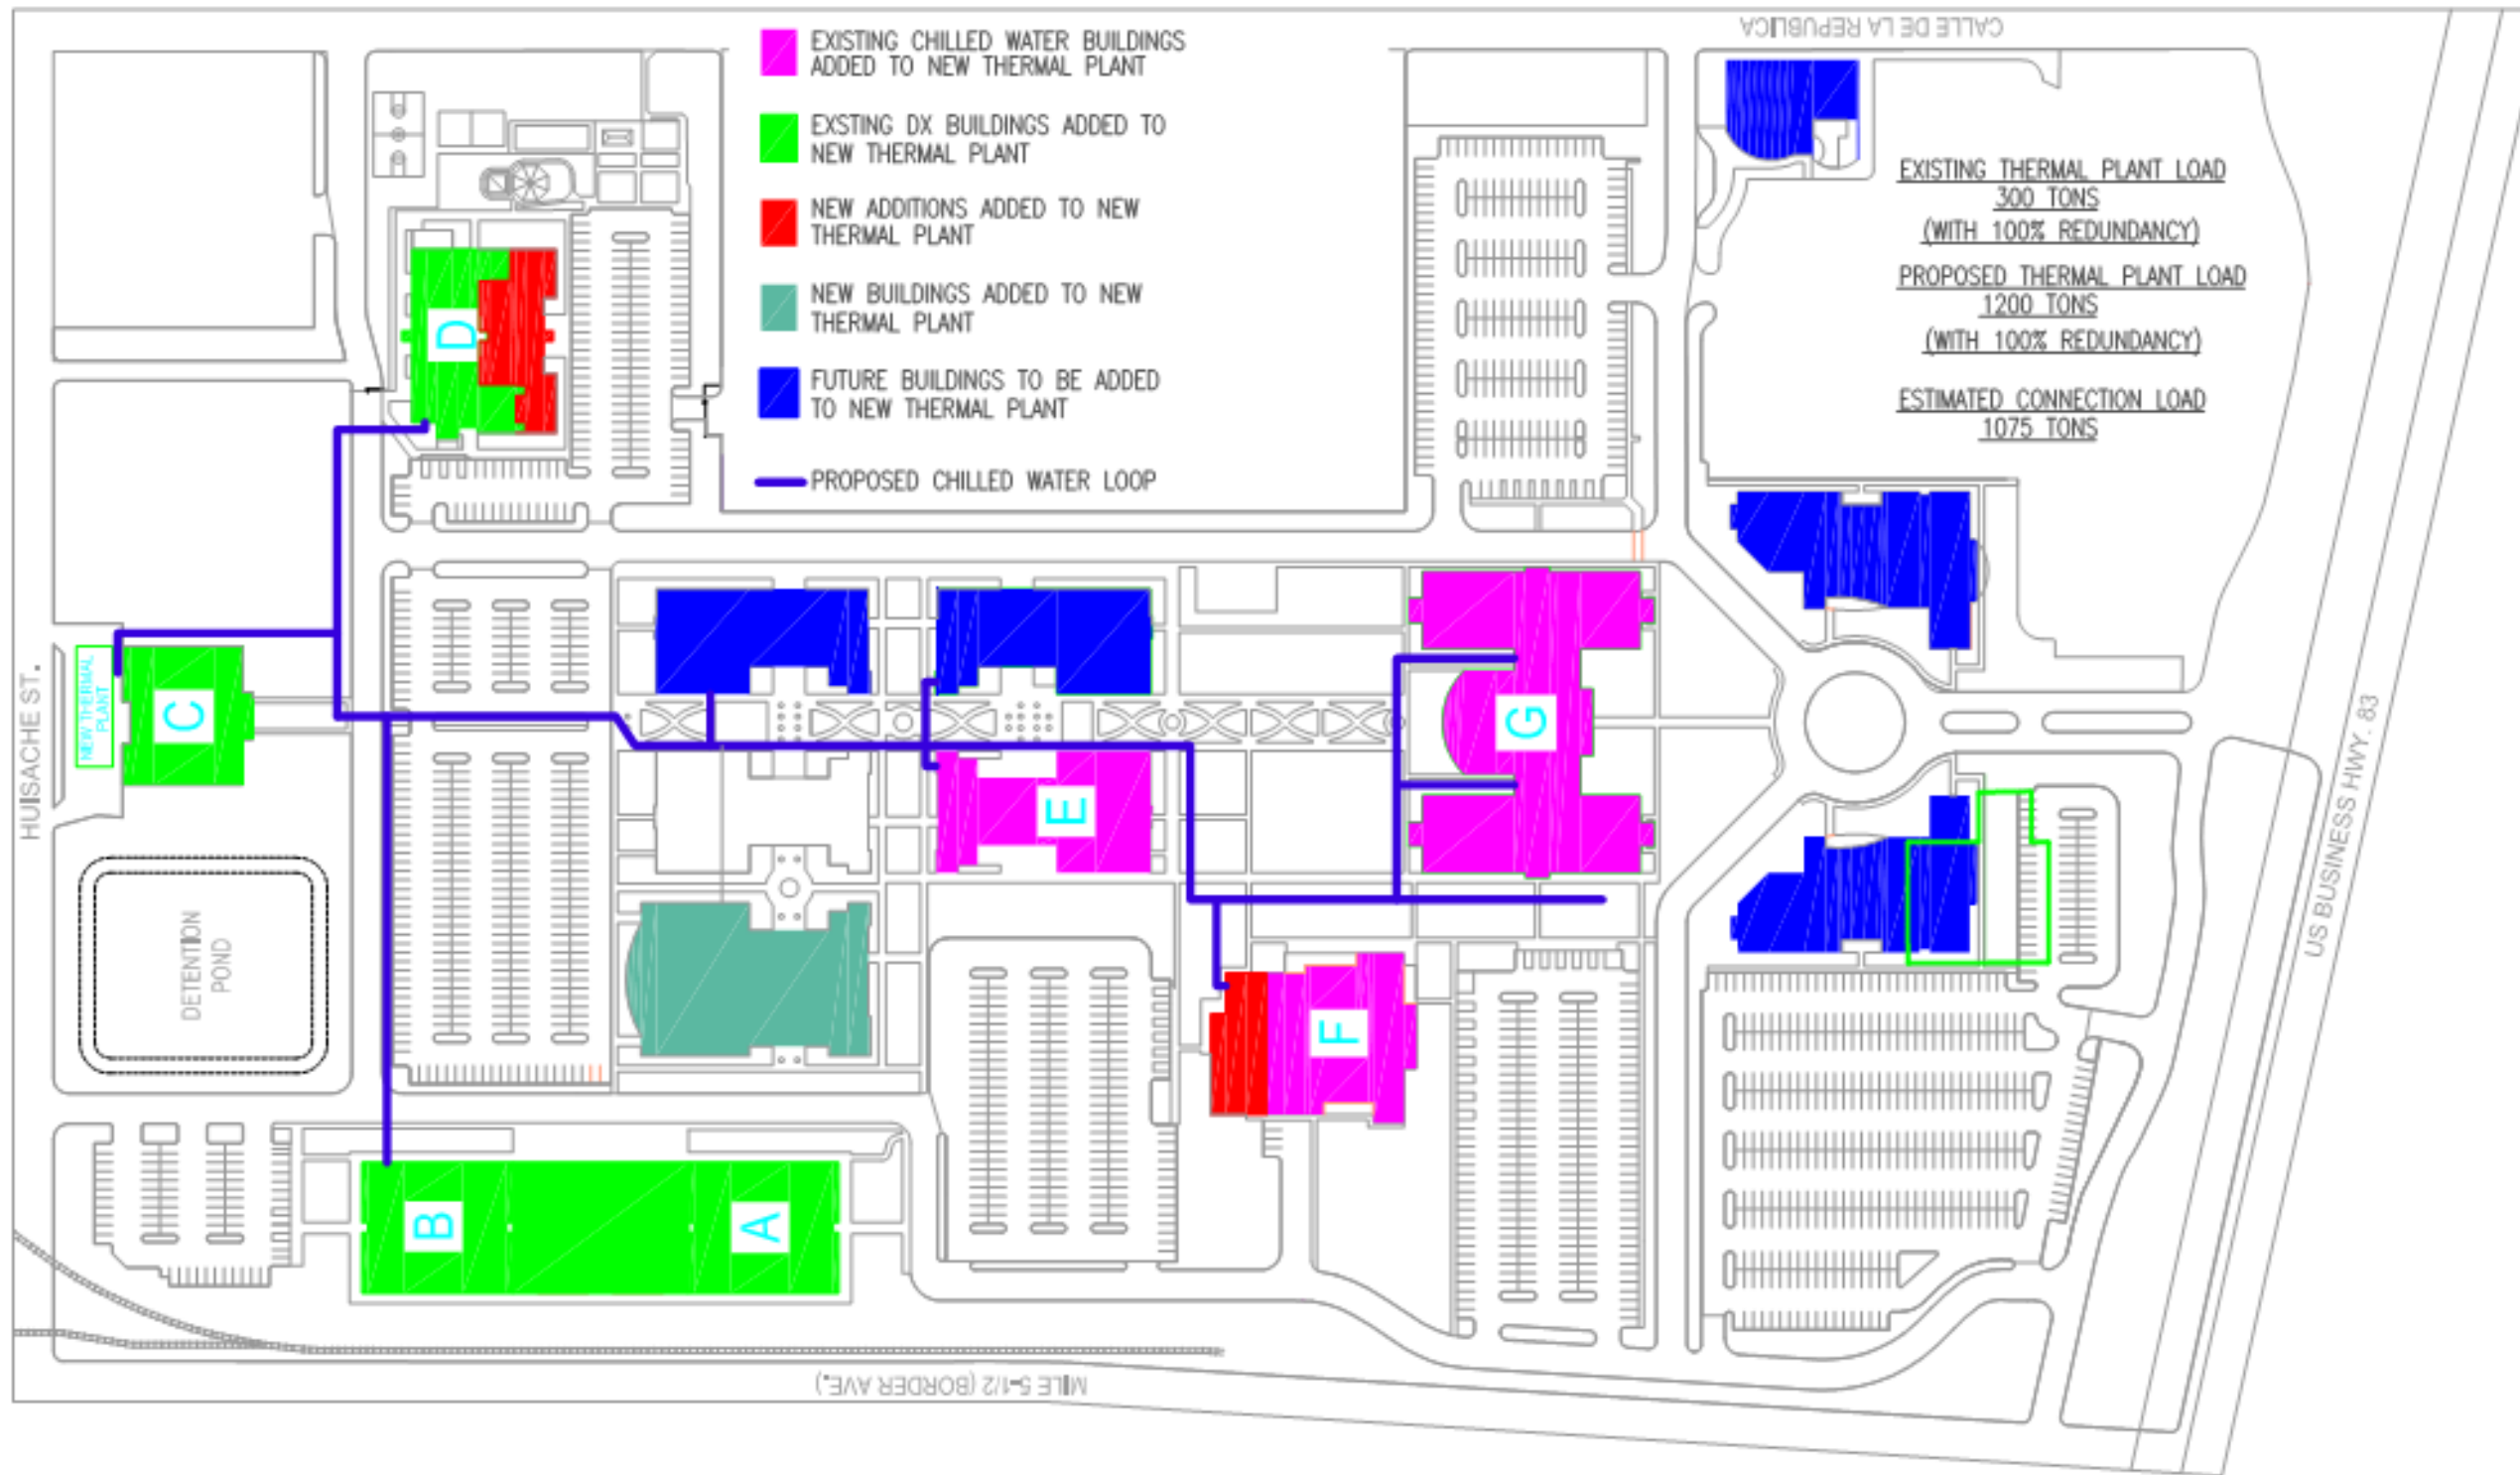 CALLE DE LA REPUBLICA
EXISTING CHILLED WATER BUILDINGS
ADDED TO NEW THERMAL PLANT
EXSTING DX BUILDINGS ADDED TO
NEW THERMAL PLANT
NEW ADDITIONS ADDED TO NEW
THERMAL PLANT
NEW BUILDINGS ADDED TO NEW
THERMAL PLANT
FUTURE BUILDINGS TO BE ADDED
TO NEW THERMAL PLANT
PROPOSED CHILLED WATER LOOP
EXISTING THERMAL PLANT LOAD
300 TONS
(WITH 100% REDUNDANCY)
PROPOSED THERMAL PLANT LOAD
1200 TONS
(WITH 100% REDUNDANCY)
ESTIMATED CONNECTION LOAD
1075 TONS
D
HUISACHE ST.
NEW THERMAL
PLANT
C
G
E
US BUSINESS HWY. 83
DETENTION
POND
F
B
A
MILE 5-1/2 (BORDER AVE.)